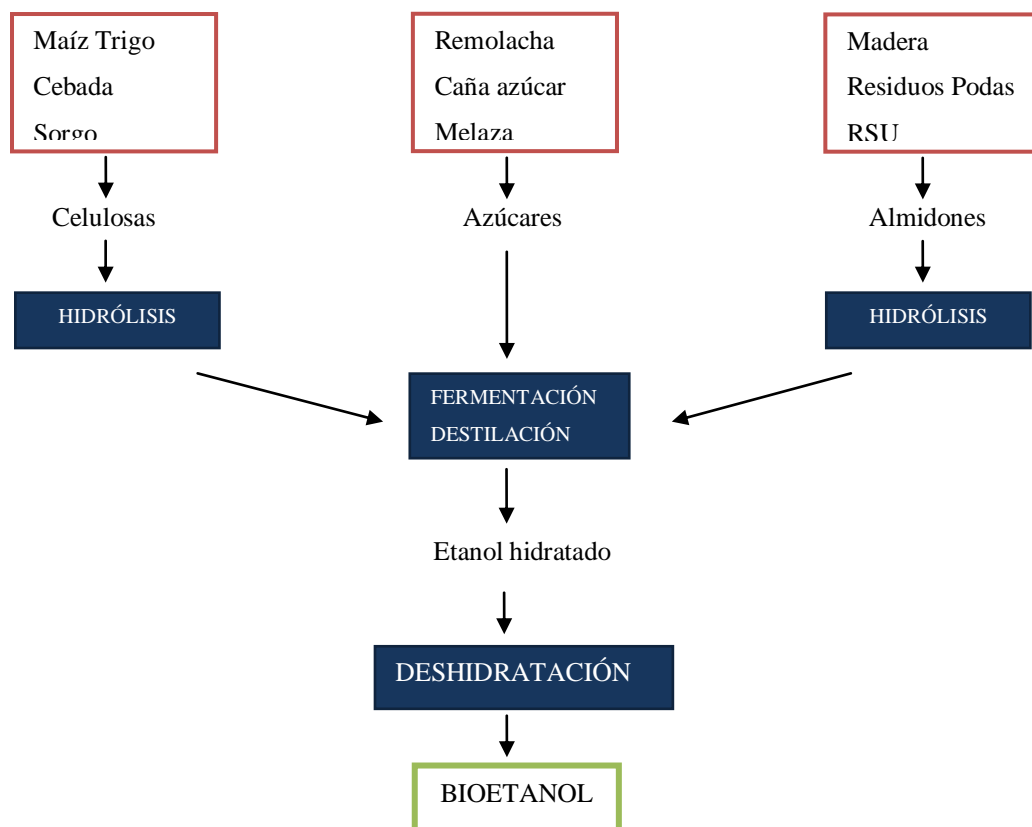 Maíz Trigo
Cebada
Sorgo
Remolacha
Caña azúcar
Melaza
Madera
Residuos Podas
RSU
Celulosas
Azúcares
Almidones
HIDRÓLISIS
HIDRÓLISIS
FERMENTACIÓN
DESTILACIÓN
Etanol hidratado
DESHIDRATACIÓN
BIOETANOL